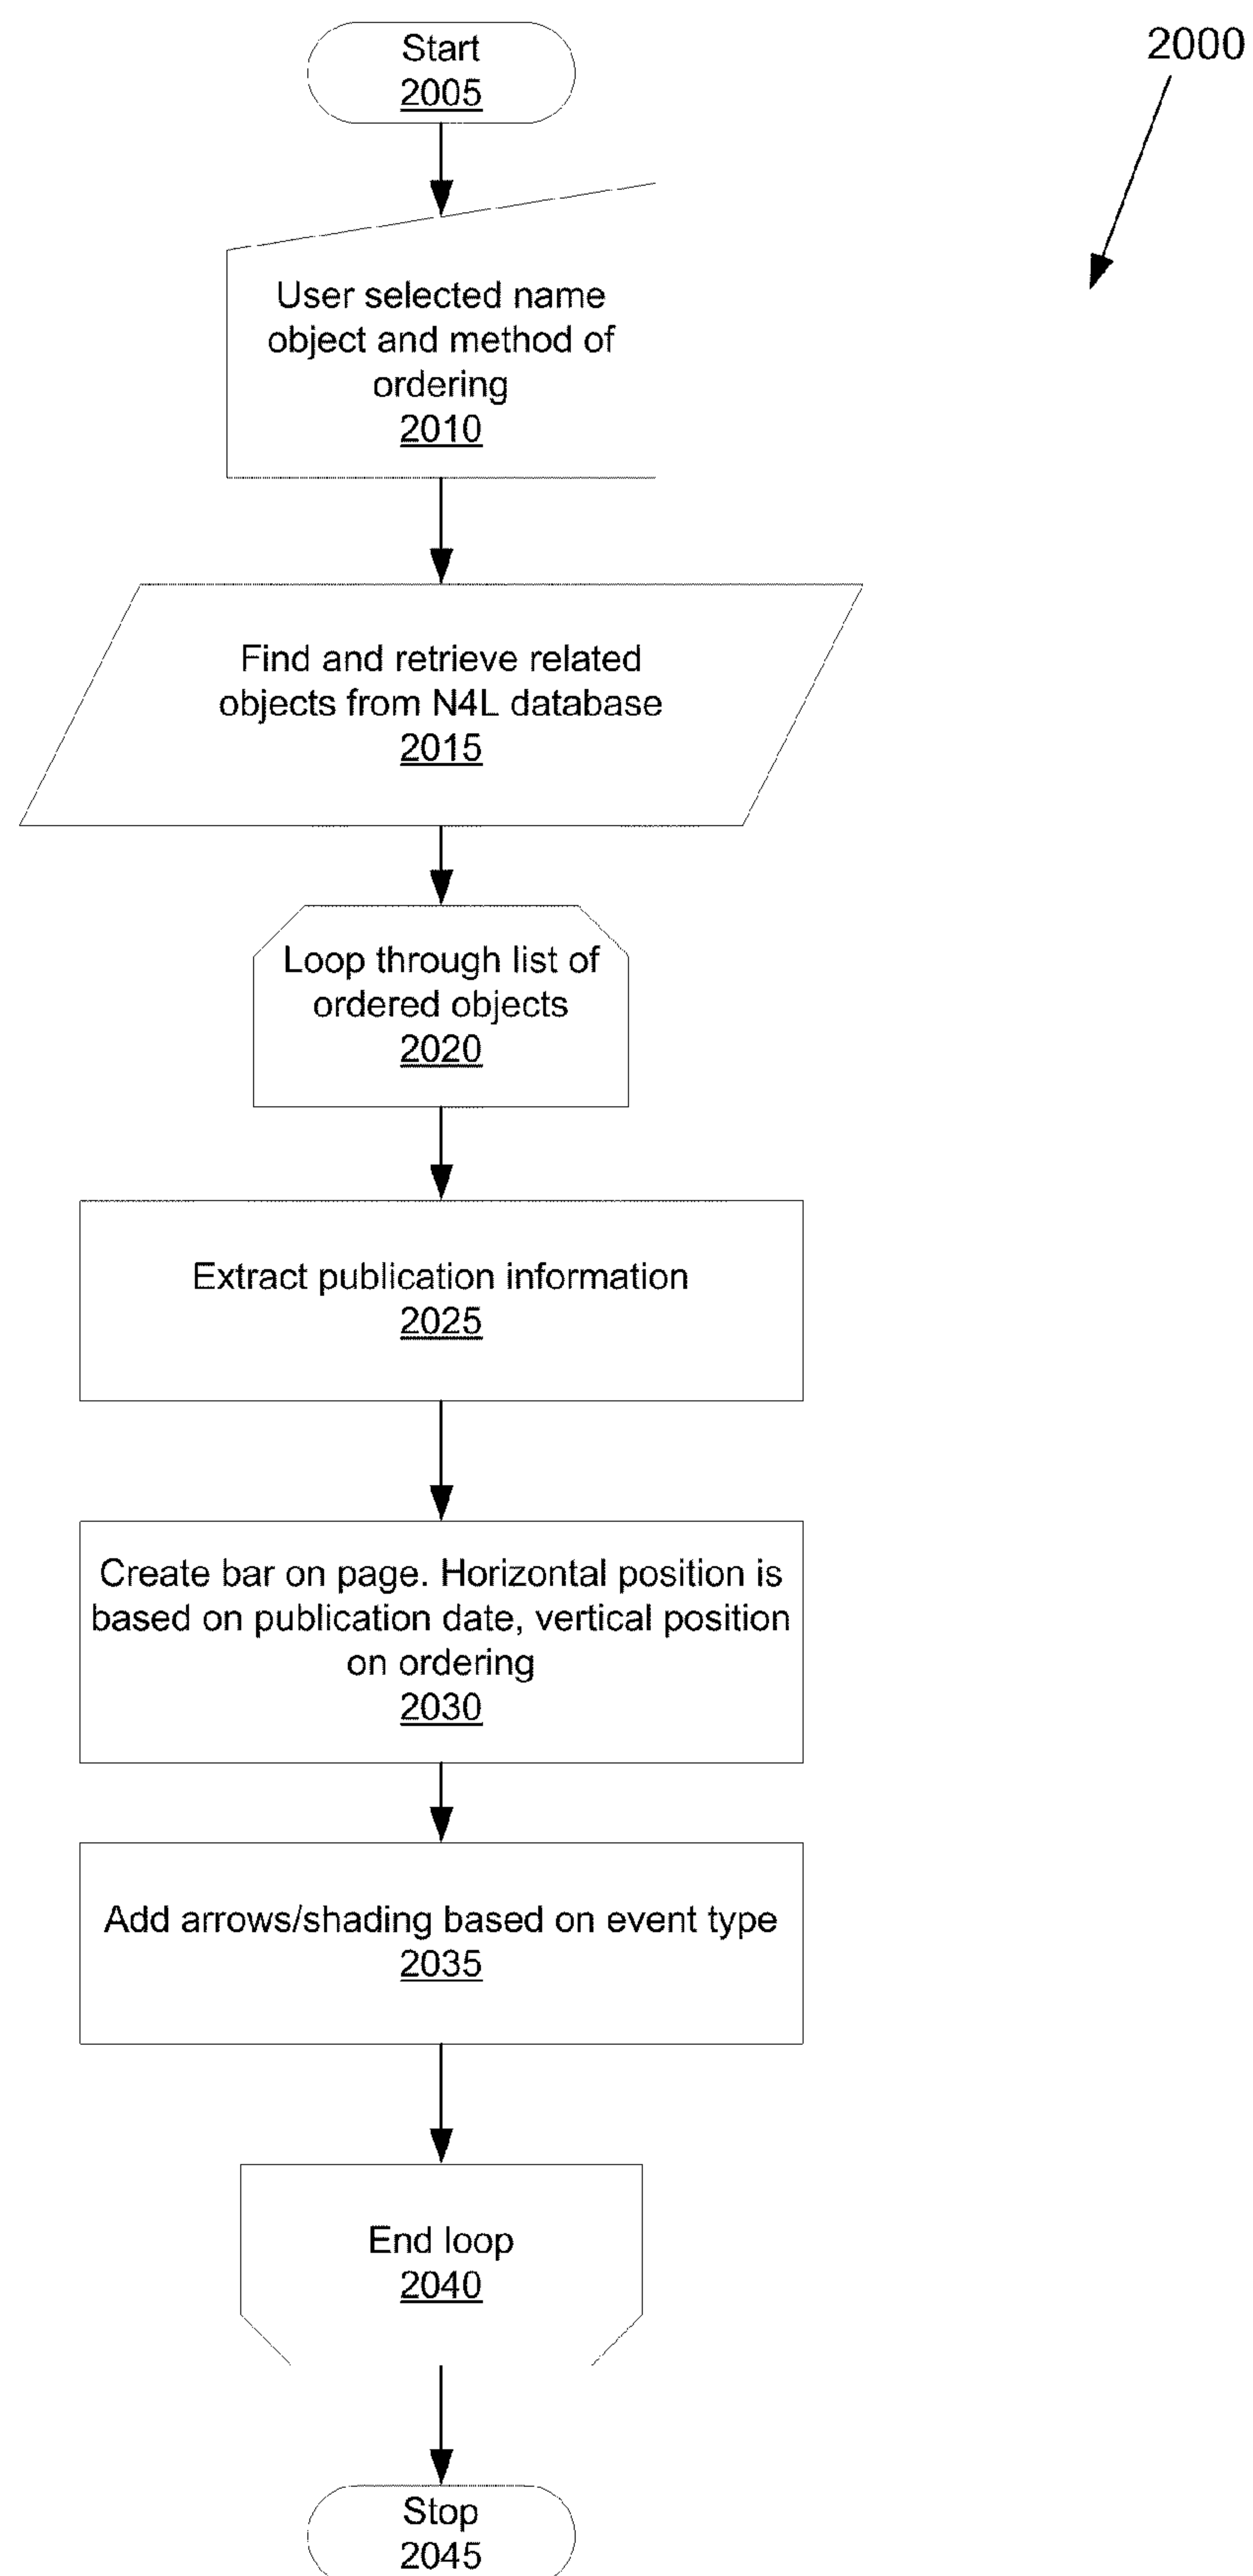 Start
2005
2000
User selected name
object and method of
ordering
2010
Find and retrieve related
objects from N4L database
2015
Loop through list of
ordered objects
2020
Extract publication information
2025
Create bar on page. Horizontal position is
based on publication date, vertical position
on ordering
2030
Add arrows/shading based on event type
2035
End loop
2040
Stop
2045